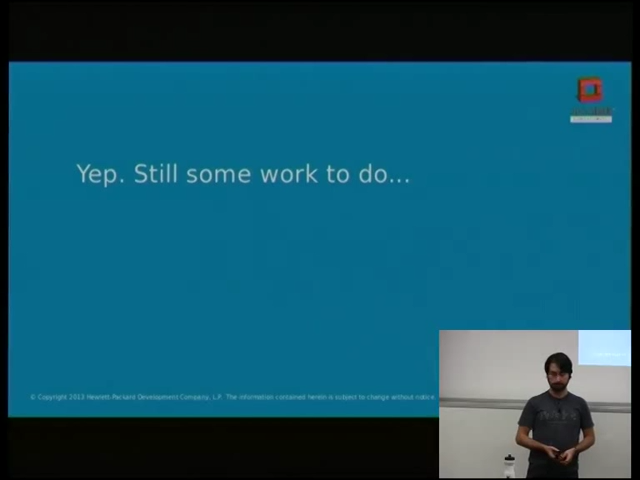 Yep. Still some work to do...
© Copyright 2013 Hewlett-Packard Development Company, L.P. The information contained herein is subject to change without notice.